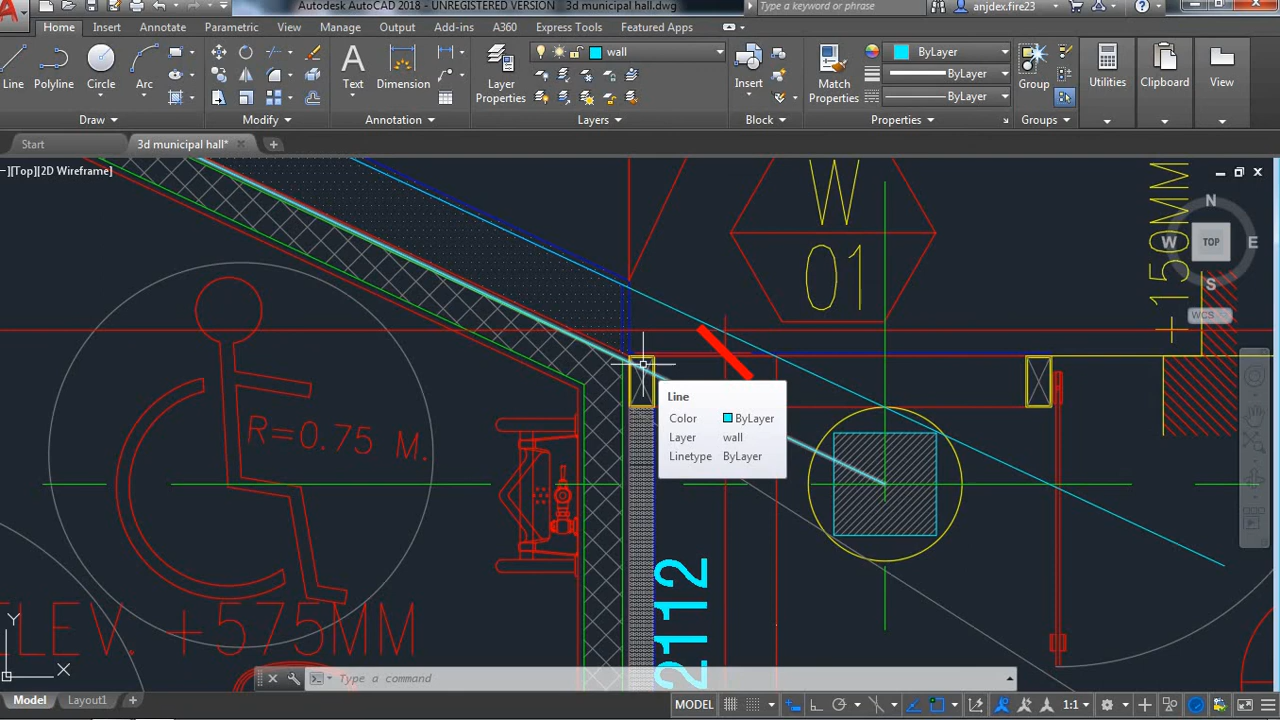 Autodesk AutoCAD 2018 - UNREGISTERED VERSION 3d municipal hall.dwg
Type a keyword or phrase
anjdex.fire23
Home Insert Annotate Parametric View Manage Output Add-ins A360 Express Tools Featured Apps
Line Polyline Circle Arc
Draw
Modify
Text Dimension
Annotation
Layer Properties
wall
Layers
Insert
Block
Match Properties
ByLayer
ByLayer
ByLayer
Properties
Group
Groups
Utilities
Clipboard
View
Start
3d municipal hall*
−][Top][2D Wireframe]
W
01
+150MM
N
W TOP E
S
WCS
R=0.75 M.
Line
Color ByLayer
Layer wall
Linetype ByLayer
2112
ELEV. +575MM
Y
X
Type a command
Model Layout1
MODEL
1:1